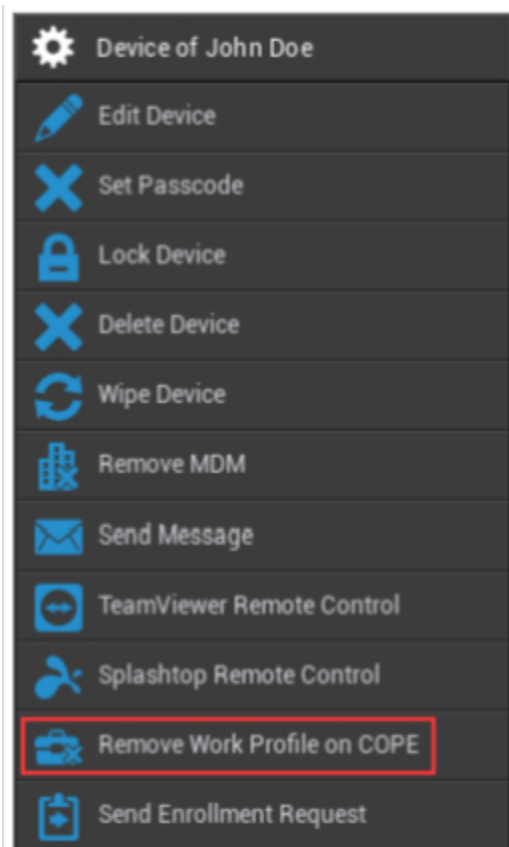 Device of John Doe
Edit Device
Set Passcode
Lock Device
Delete Device
Wipe Device
Remove MDM
Send Message
TeamViewer Remote Control
Splashtop Remote Control
Remove Work Profile on COPE
Send Enrollment Request